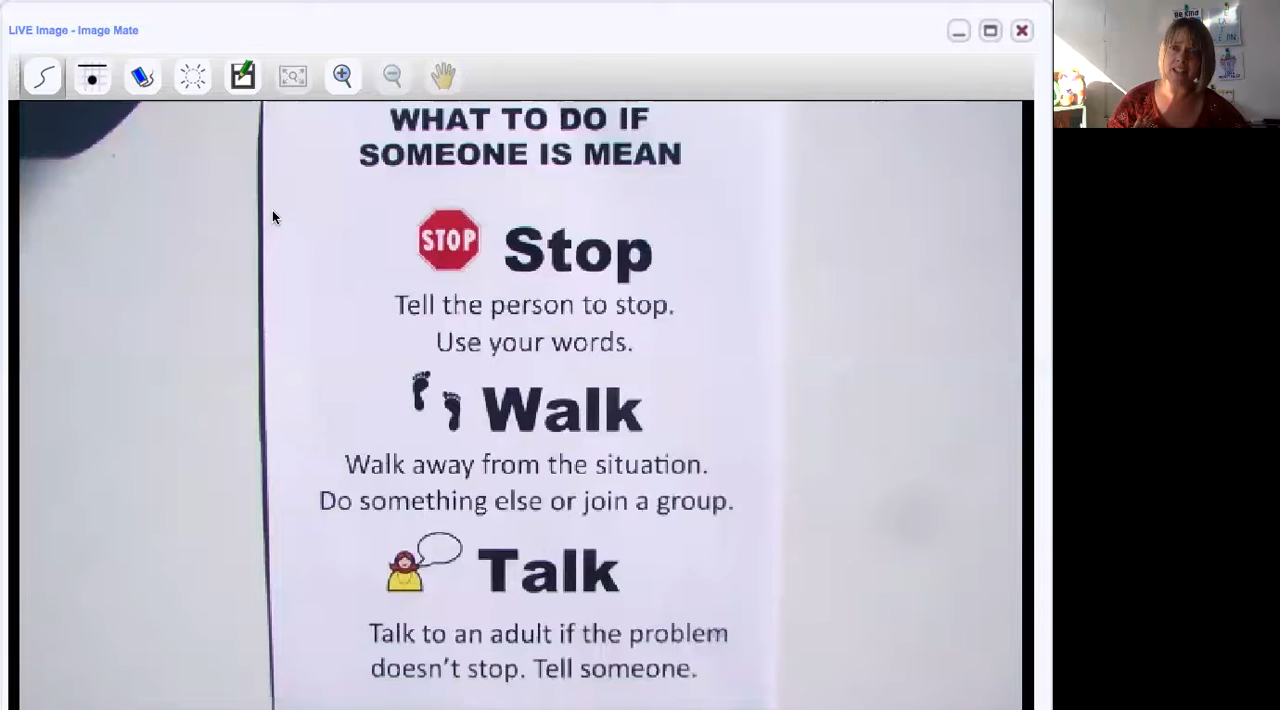 LiVE Image - Image Mate
WHAT TO DO IF
SOMEONE IS MEAN
STOP
Stop
Tell the person to stop.
Use your words.
Walk
Walk away from the situation.
Do something else or join a group.
Talk
Talk to an adult if the problem
doesn't stop. Tell someone.
Be Kind